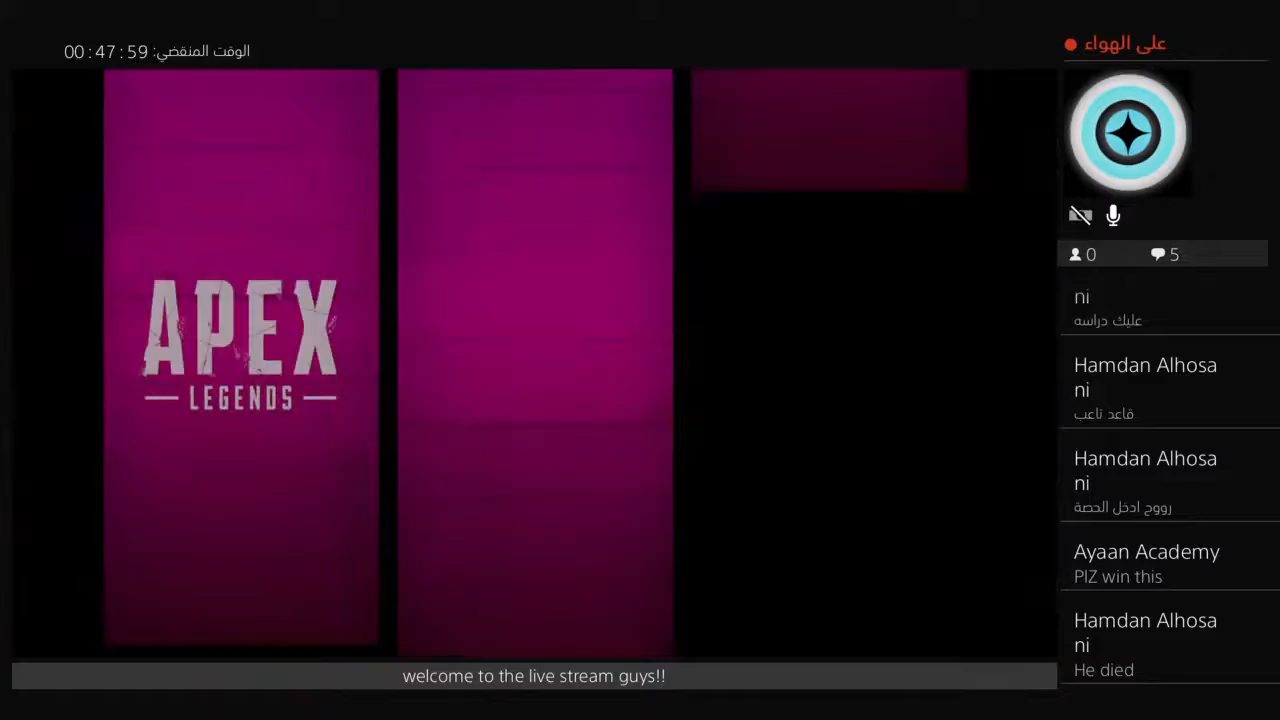 الوقت المنقضي: 00:47:59
على الهواء
APEX
LEGENDS
0
5
ni
عليك دراسه
Hamdan Alhosa
ni
قاعد تاعب
Hamdan Alhosa
ni
رووح ادخل الحصة
Ayaan Academy
PlZ win this
Hamdan Alhosa
ni
He died
welcome to the live stream guys!!